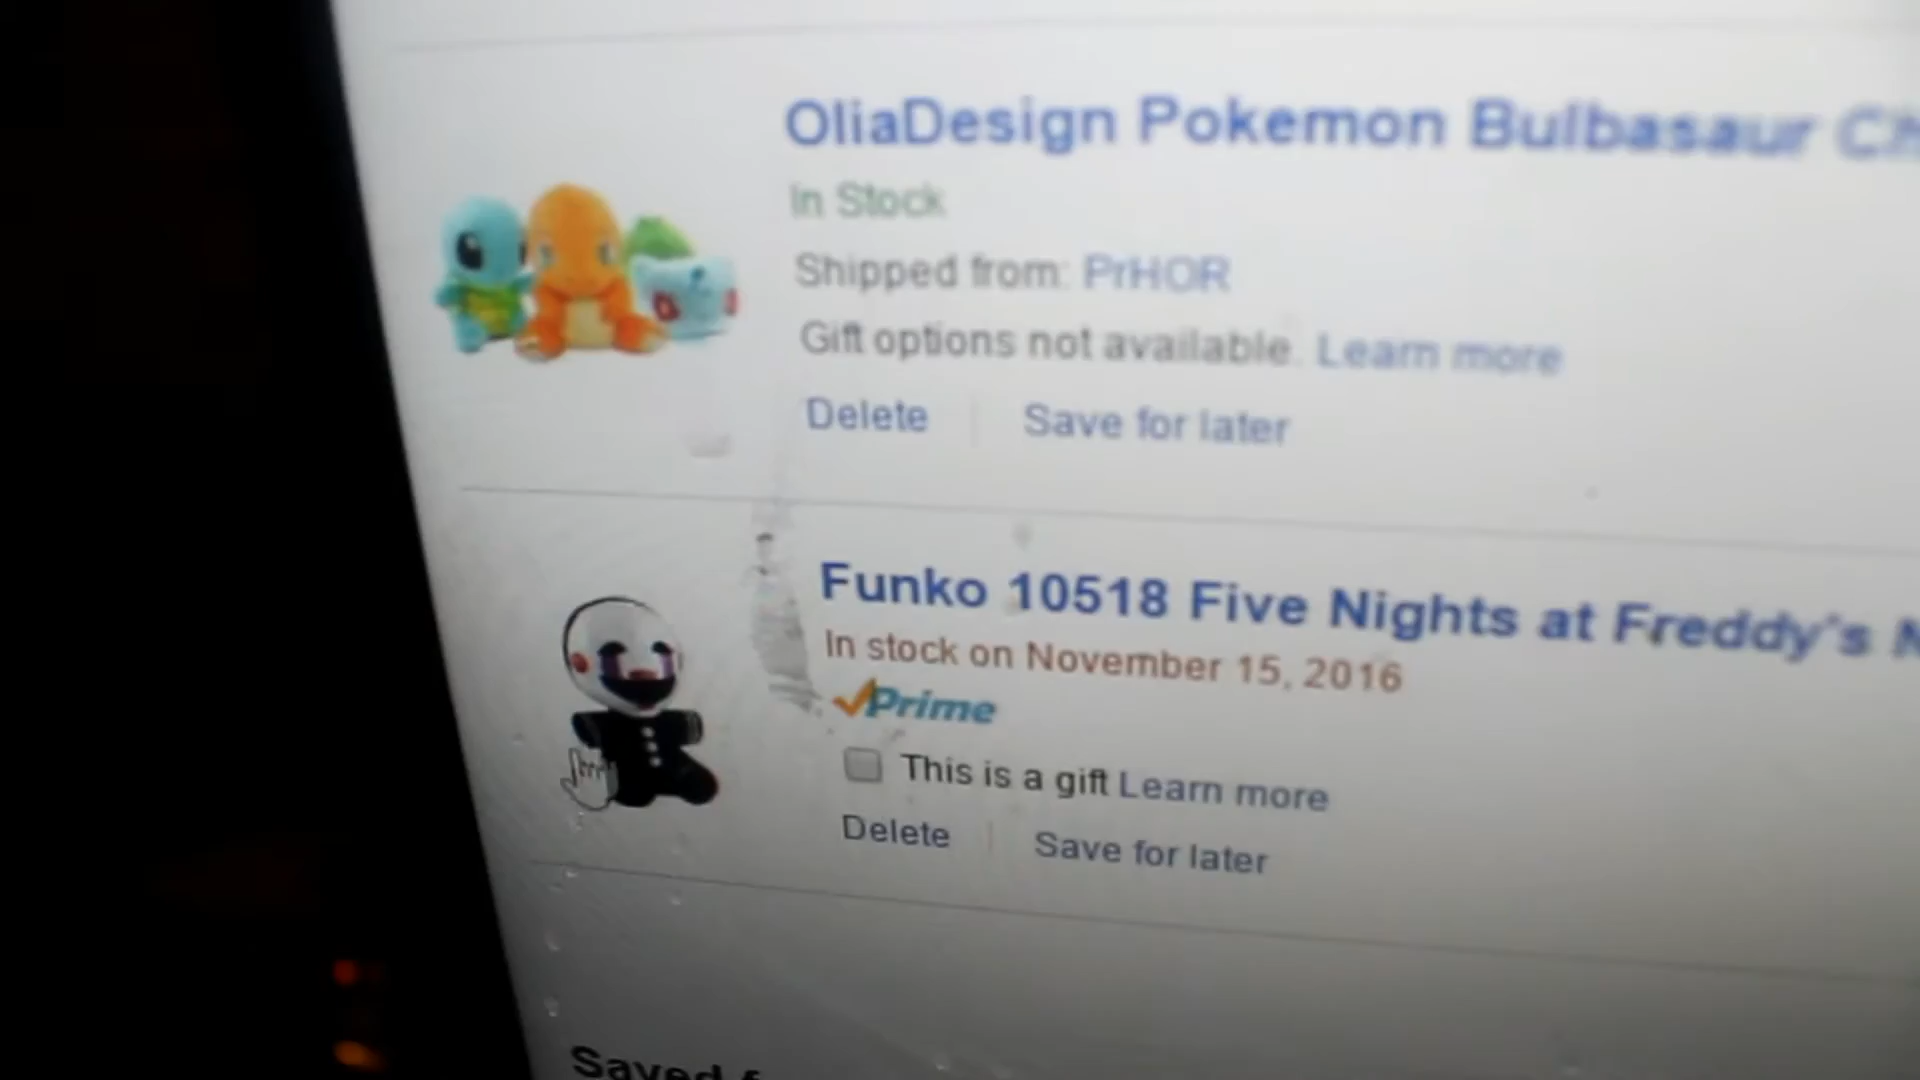 OliaDesign Pokemon Bulbasaur
In Stock
Shipped from: PrHOR
Gift options not available. Learn more
Delete Save for later
Funko 10518 Five Nights at Freddy's
In stock on November 15, 2016
Prime
This is a gift Learn more
Delete Save for later
Saved